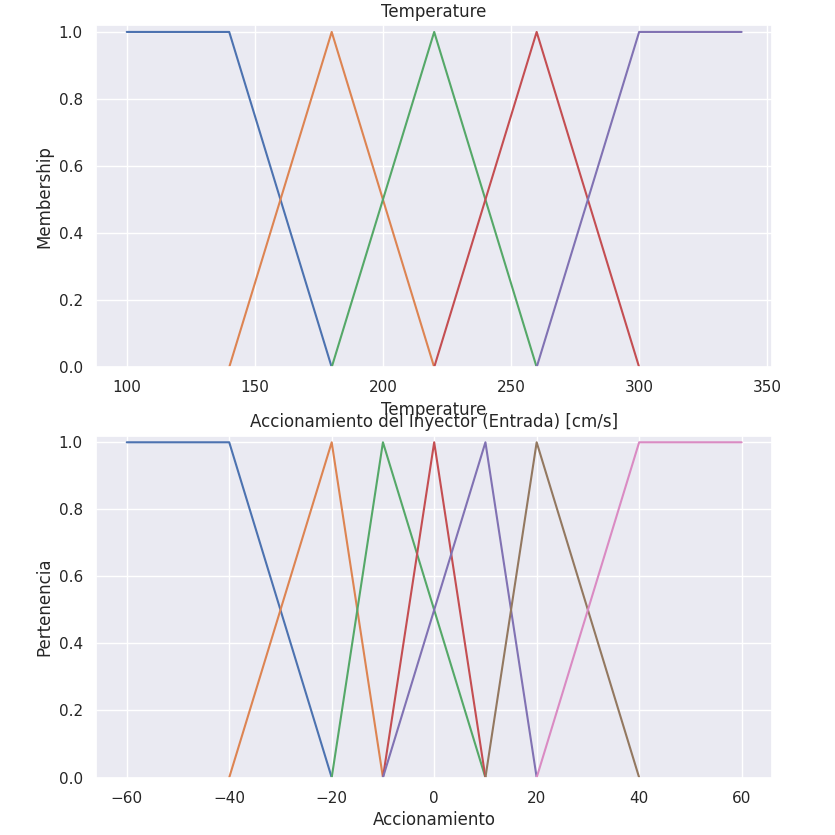 Temperature
1.0
0.8
0.6
0.4
0.2
0.0
Membership
100 150 200 250 300 350
Temperature
Accionamiento del Inyector (Entrada) [cm/s]
1.0
0.8
0.6
0.4
0.2
0.0
Pertenencia
−60 −40 −20 0 20 40 60
Accionamiento